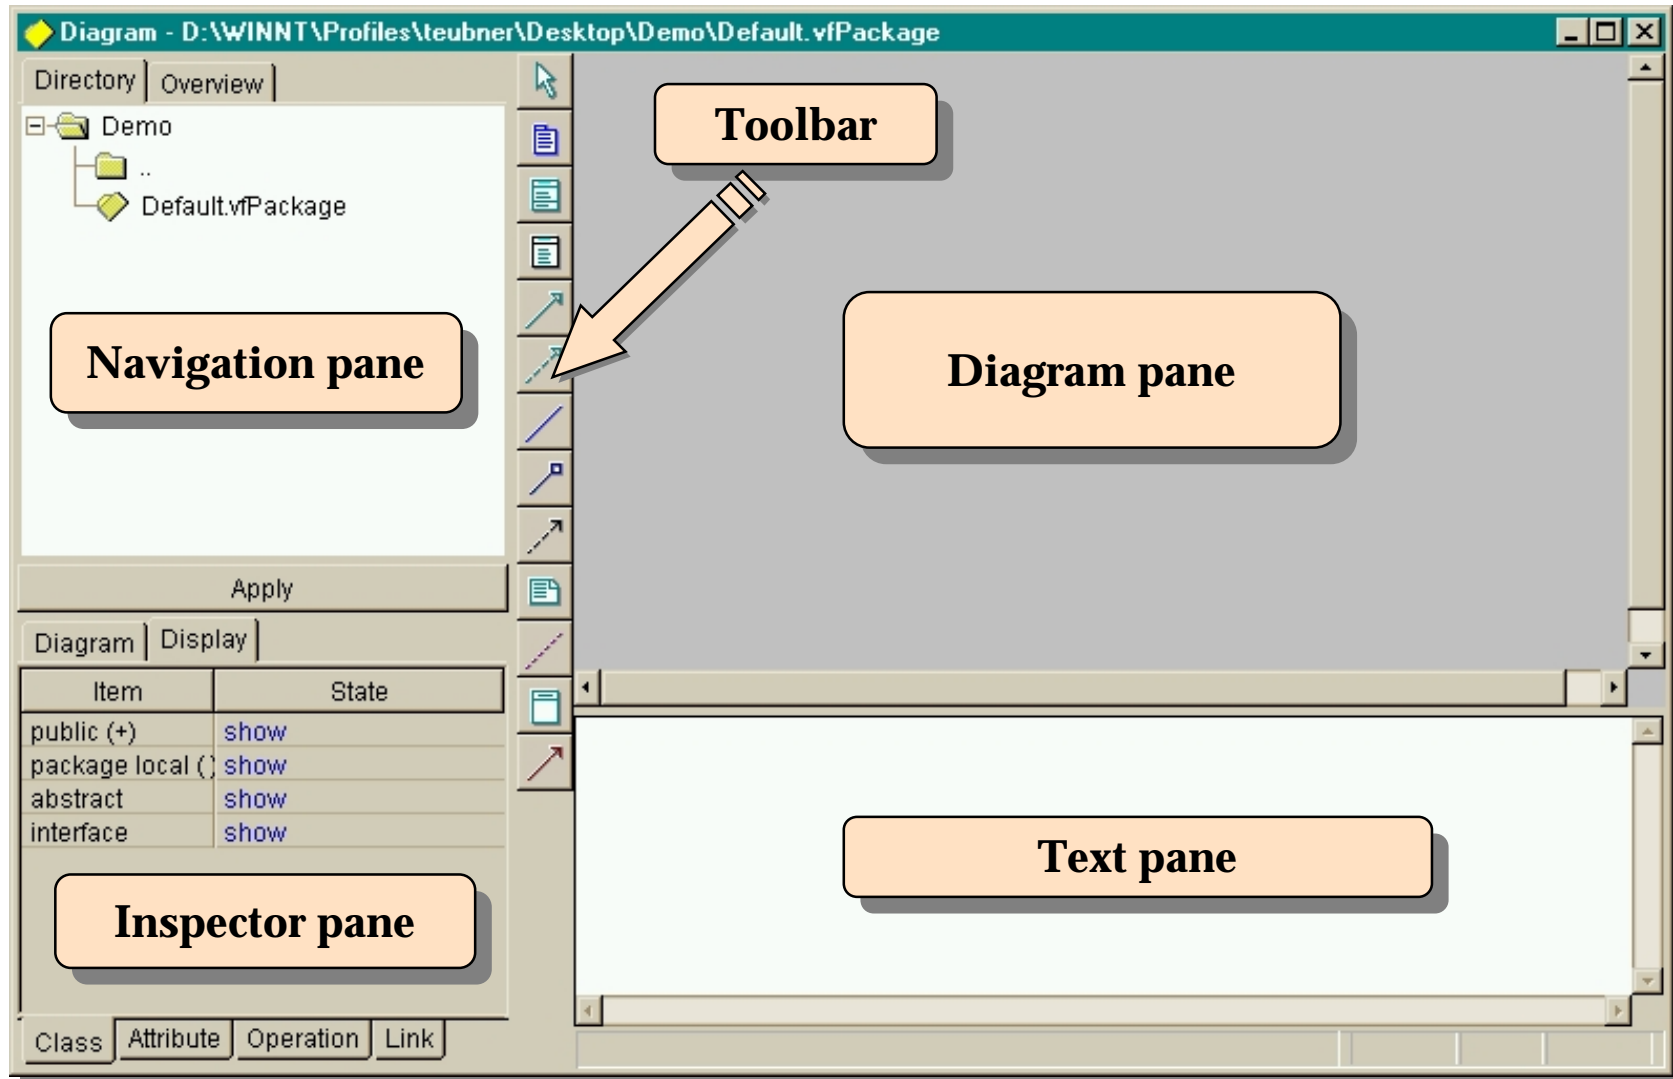 Diagram - D:\WINNT\Profiles\teubner\Desktop\Demo\Default.vfPackage
Directory Overview
Demo
..
Default.vfPackage
Toolbar
Navigation pane
Diagram pane
Apply
Diagram Display
Item State
public (+) show
package local () show
abstract show
interface show
Text pane
Inspector pane
Class Attribute Operation Link